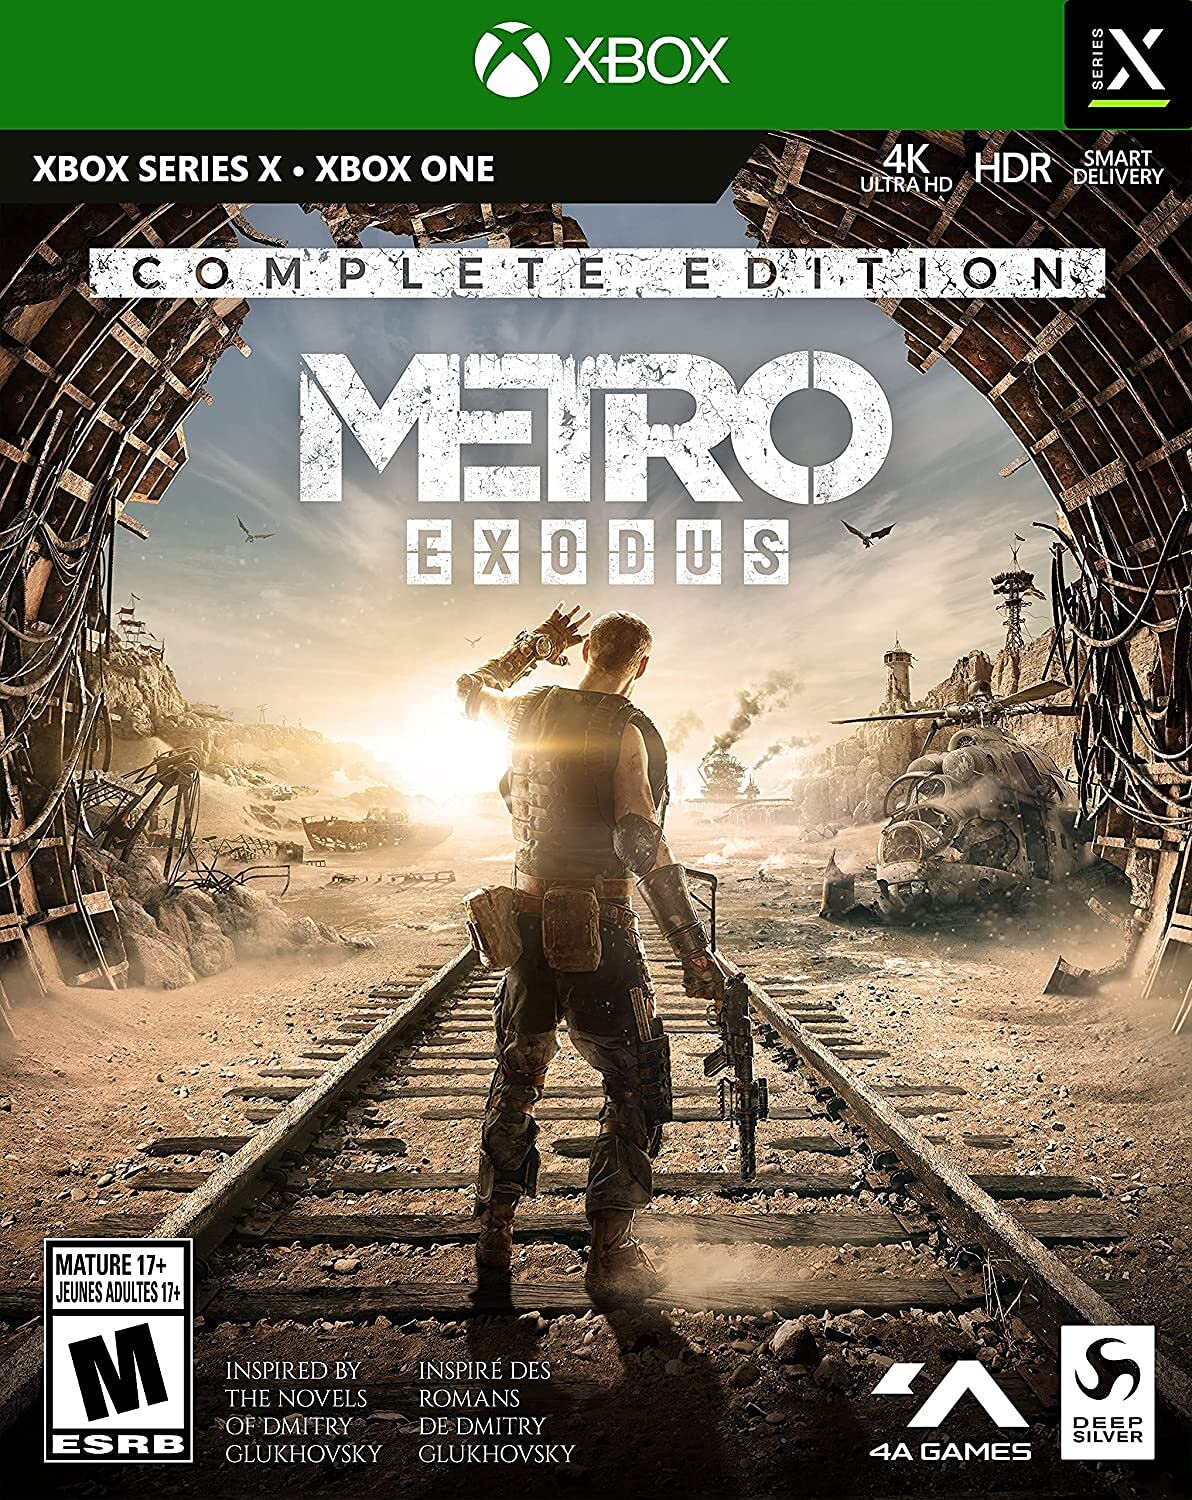 XBOX
SERIES X
XBOX SERIES X • XBOX ONE
4K
ULTRA HD
HDR
SMART
DELIVERY
COMPLETE EDITION
METRO
EXODUS
MATURE 17+
JEUNES ADULTES 17+
M
ESRB
INSPIRED BY
THE NOVELS
OF DMITRY
GLUKHOVSKY
INSPIRÉ DES
ROMANS
DE DMITRY
GLUKHOVSKY
4A GAMES
DEEP
SILVER